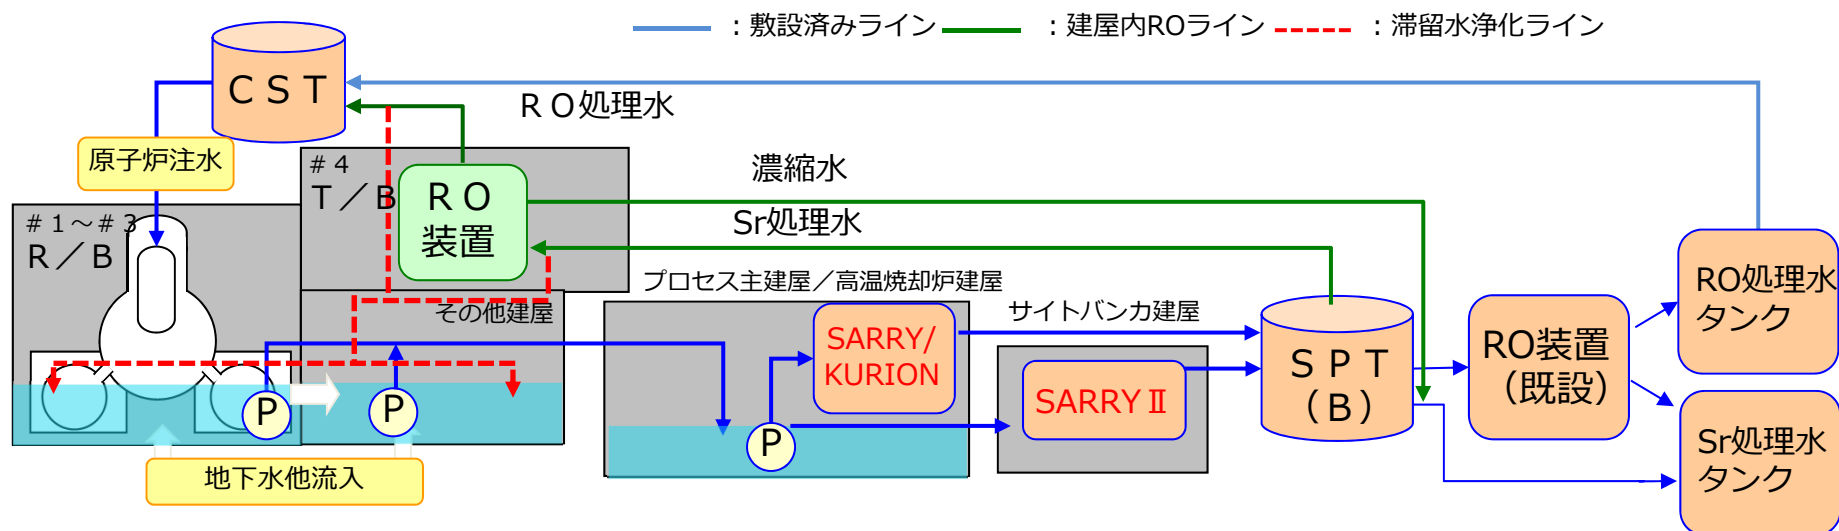 ：敷設済みライン ：建屋内ROライン ：滞留水浄化ライン
ＣＳＴ
ＲＯ処理水
原子炉注水
＃4
Ｔ／Ｂ
ＲＯ
装置
濃縮水
Sr処理水
＃1～＃3
Ｒ／Ｂ
その他建屋
プロセス主建屋／高温焼却炉建屋
サイトバンカ建屋
SARRY/
KURION
SARRYⅡ
ＳＰＴ
（Ｂ）
RO装置
（既設）
RO処理水
タンク
Sr処理水
タンク
P
P
P
地下水他流入